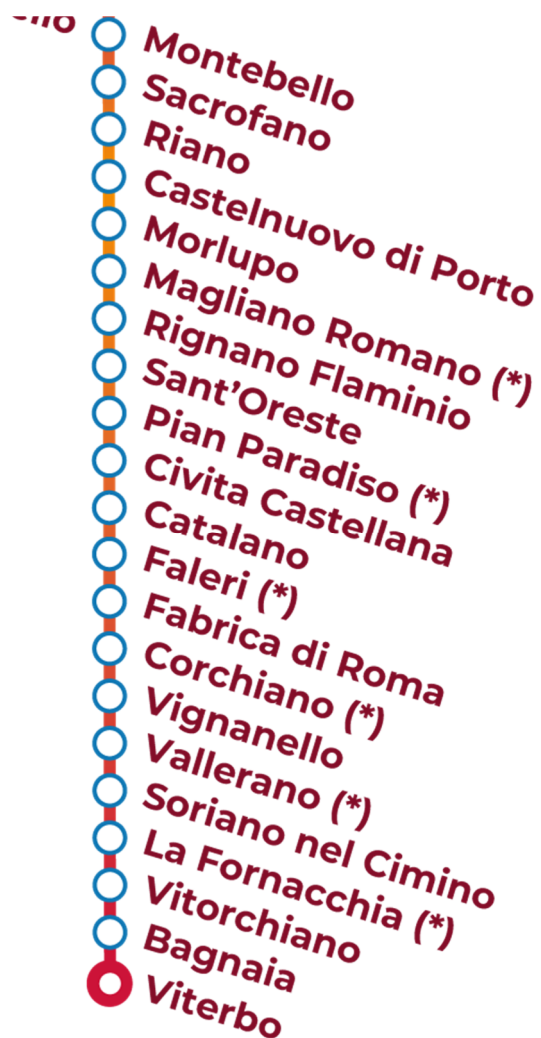 Montebello
Sacrofano
Riano
Castelnuovo di Porto
Morlupo
Magliano Romano (*)
Rignano Flaminio
Sant’Oreste
Pian Paradiso (*)
Civita Castellana
Catalano
Faleri (*)
Fabrica di Roma
Corchiano (*)
Vignanello
Vallerano (*)
Soriano nel Cimino
La Fornacchia (*)
Vitorchiano
Bagnaia
Viterbo